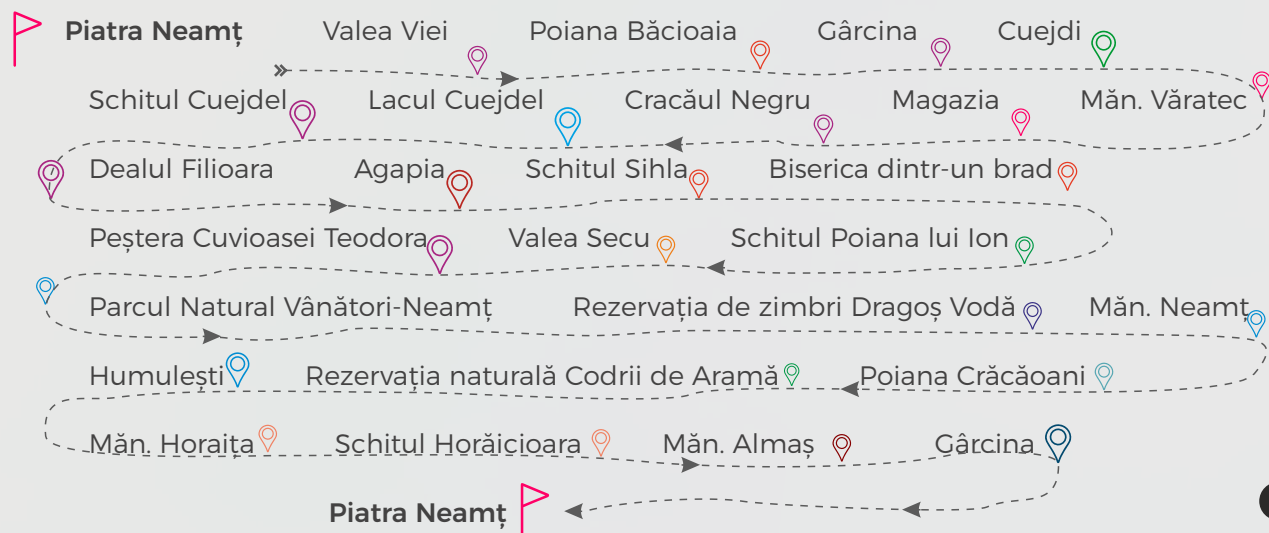 Piatra Neamț Valea Viei Poiana Băcioaia Gârcina Cuejdi
Schitul Cuejdel Lacul Cuejdel Cracăul Negru Magazia Măn. Văratec
Dealul Filioara Agapia Schitul Sihla Biserica dintr-un brad
Peștera Cuvioasei Teodora Valea Secu Schitul Poiana lui Ion
Parcul Natural Vânători-Neamț Rezervația de zimbri Dragoș Vodă Măn. Neamț
Humulești Rezervația naturală Codrii de Aramă Poiana Crăcăoani
Măn. Horaița Schitul Horăicioara Măn. Almaș Gârcina
Piatra Neamț